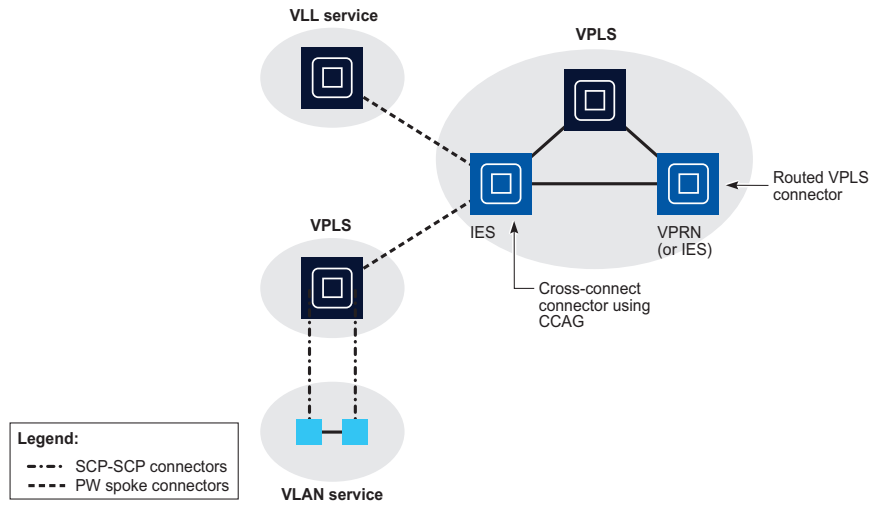 VLL service
VPLS
Routed VPLS
connector
IES
VPRN
(or IES)
VPLS
Cross-connect
connector using
CCAG
Legend:
SCP-SCP connectors
PW spoke connectors
VLAN service